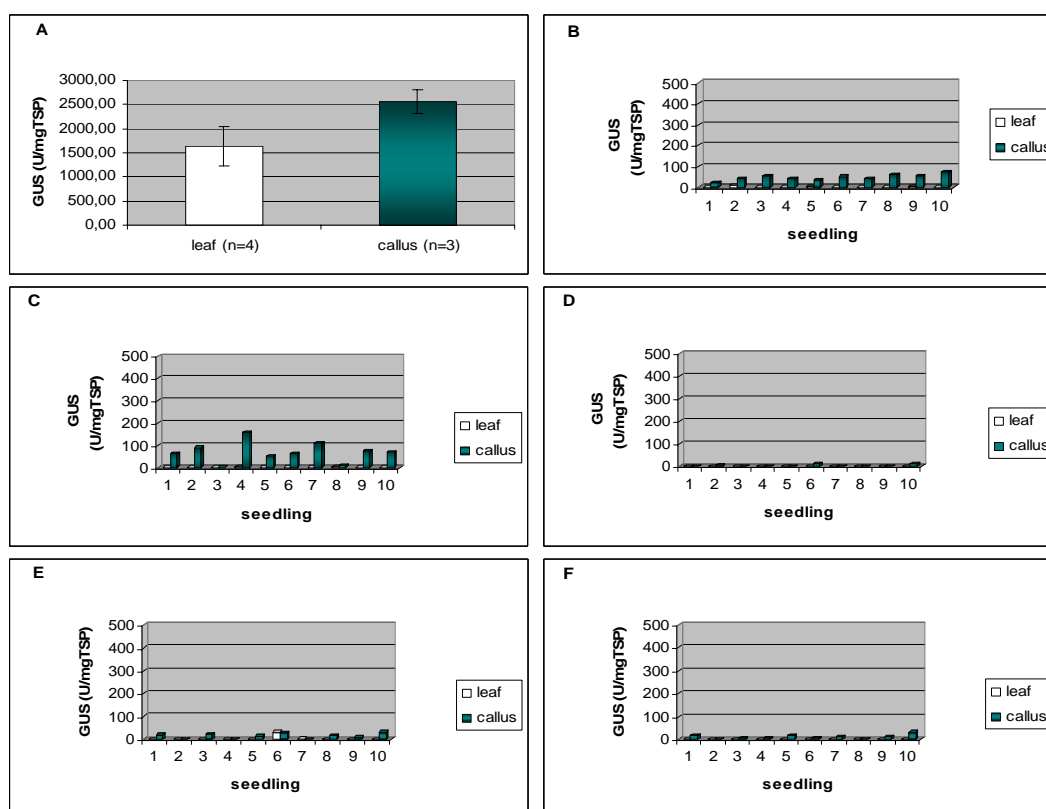 A
GUS (U/mgTSP)
3000,00
2500,00
2000,00
1500,00
1000,00
500,00
0,00
leaf (n=4) callus (n=3)
B
GUS
(U/mgTSP)
500
400
300
200
100
0
1 2 3 4 5 6 7 8 9 10
seedling
leaf
callus
C
GUS
(U/mgTSP)
500
400
300
200
100
0
1 2 3 4 5 6 7 8 9 10
seedling
leaf
callus
D
GUS
(U/mgTSP)
500
400
300
200
100
0
1 2 3 4 5 6 7 8 9 10
seedling
leaf
callus
E
GUS (U/mgTSP)
500
400
300
200
100
0
1 2 3 4 5 6 7 8 9 10
seedling
leaf
callus
F
GUS (U/mgTSP)
500
400
300
200
100
0
1 2 3 4 5 6 7 8 9 10
seedling
leaf
callus